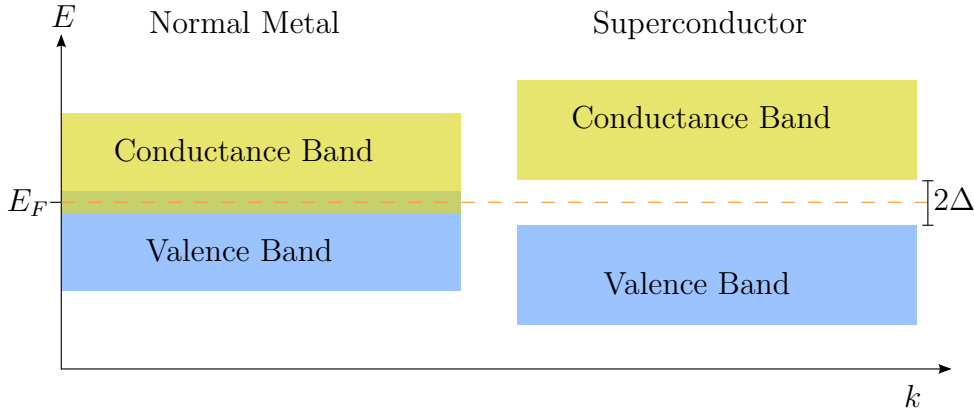 E
Normal Metal
Superconductor
Conductance Band
Conductance Band
E_F
2Δ
Valence Band
Valence Band
k